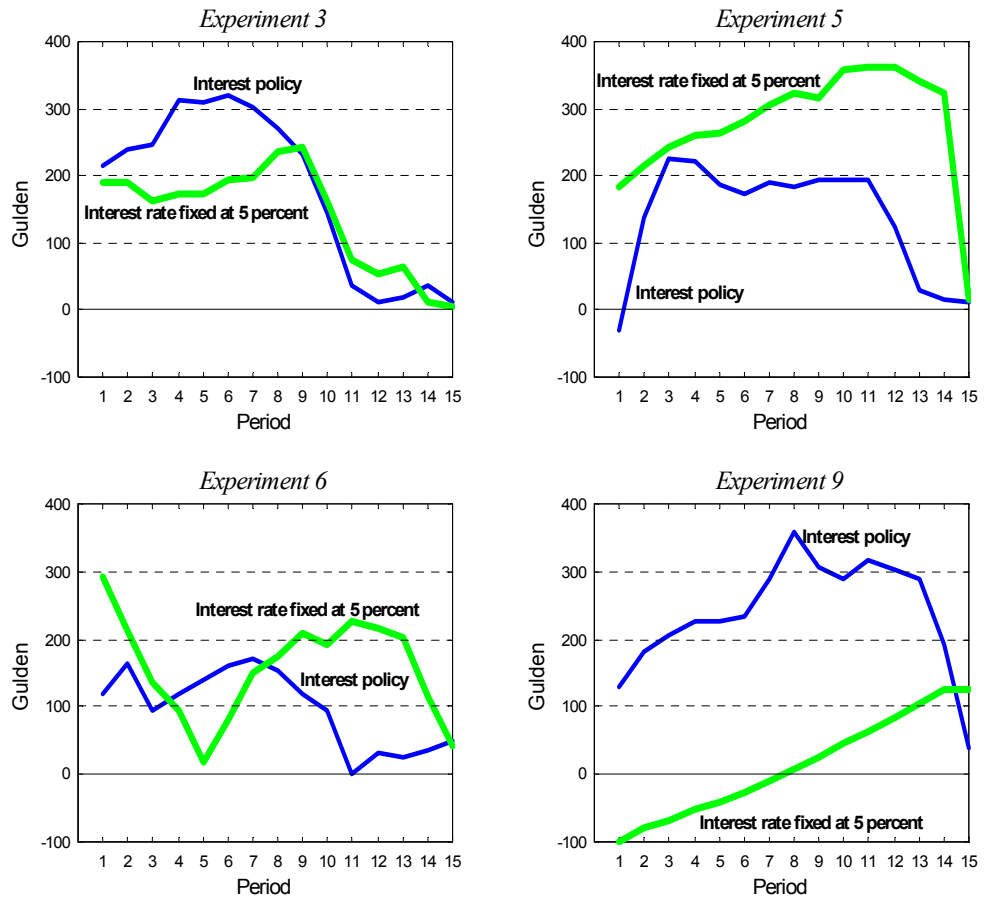 Experiment 3
400
300
200
100
0
-100
Gulden
Interest policy
Interest rate fixed at 5 percent
1 2 3 4 5 6 7 8 9 10 11 12 13 14 15
Period
Experiment 5
400
300
200
100
0
-100
Gulden
Interest rate fixed at 5 percent
Interest policy
1 2 3 4 5 6 7 8 9 10 11 12 13 14 15
Period
Experiment 6
400
300
200
100
0
-100
Gulden
Interest rate fixed at 5 percent
Interest policy
1 2 3 4 5 6 7 8 9 10 11 12 13 14 15
Period
Experiment 9
400
300
200
100
0
-100
Gulden
Interest policy
Interest rate fixed at 5 percent
1 2 3 4 5 6 7 8 9 10 11 12 13 14 15
Period